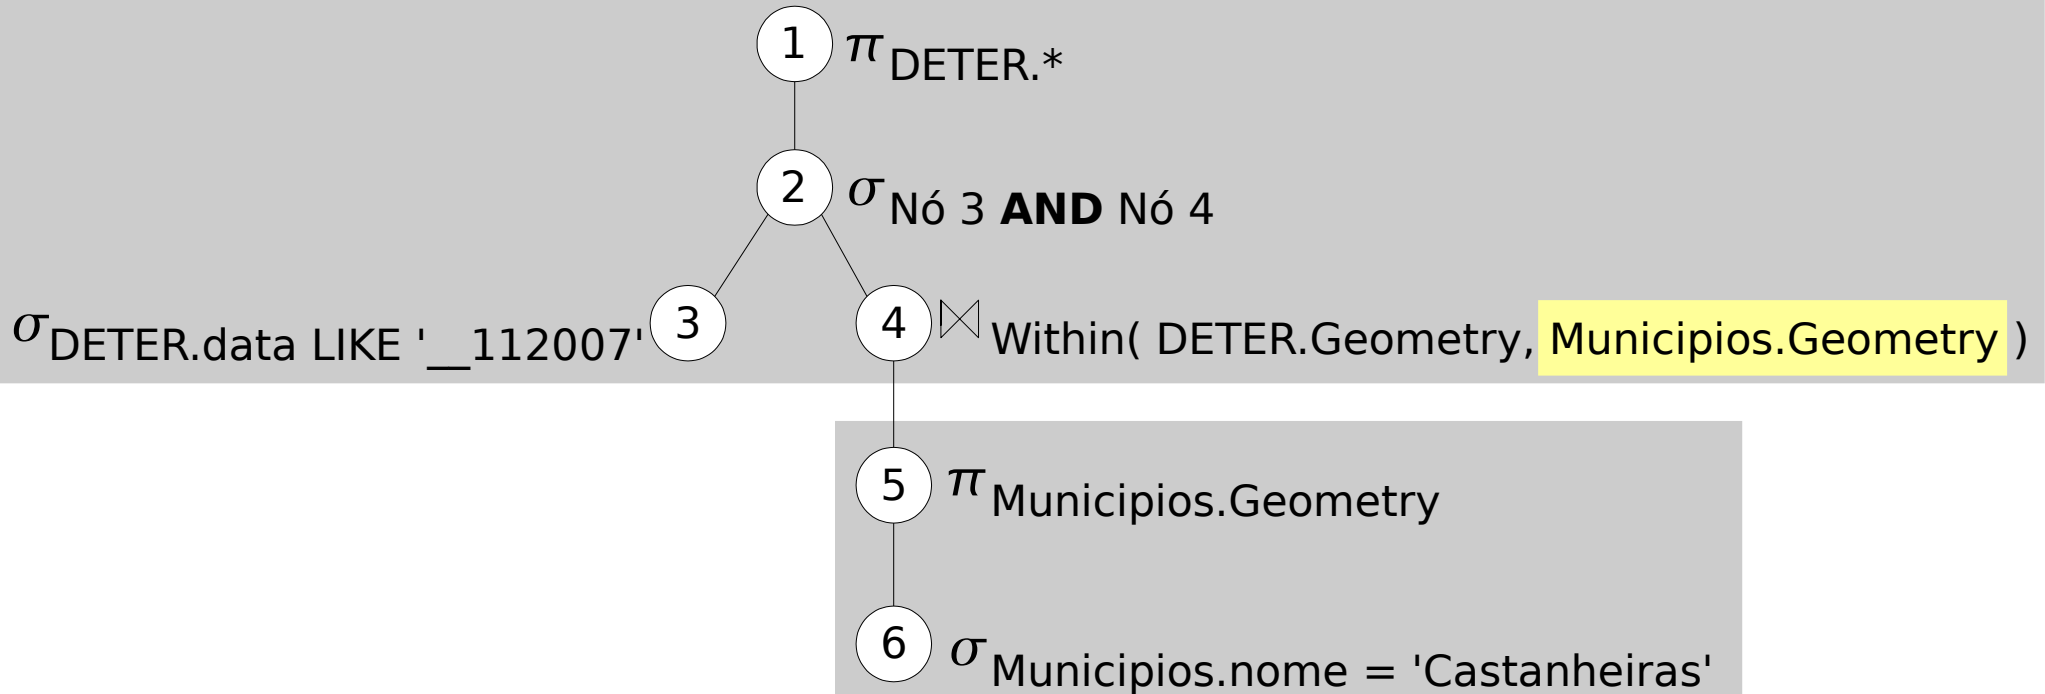 1 π DETER.*
2 σ Nó 3 AND Nó 4
σ DETER.data LIKE '__112007' 3 4 ⋈ Within( DETER.Geometry, Municipios.Geometry )
5 π Municipios.Geometry
6 σ Municipios.nome = 'Castanheiras'